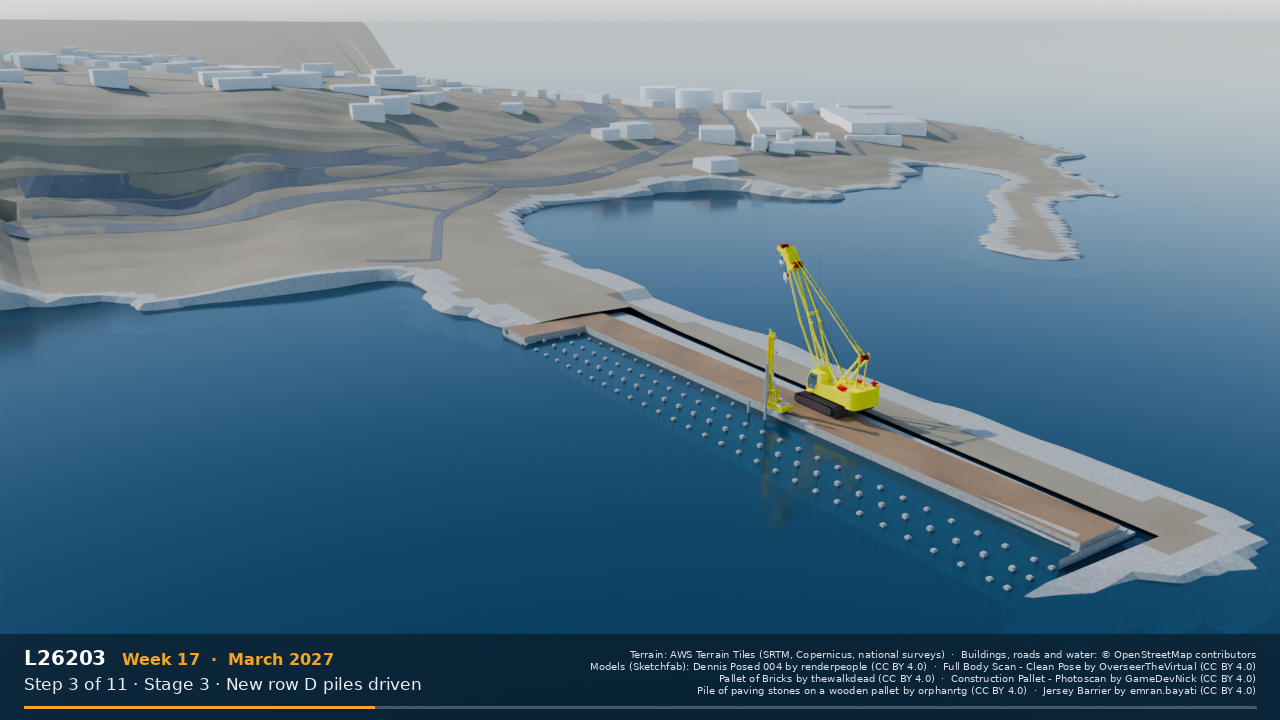 L26203 Week 17 · March 2027
Step 3 of 11 · Stage 3 · New row D piles driven
Terrain: AWS Terrain Tiles (SRTM, Copernicus, national surveys) · Buildings, roads and water: © OpenStreetMap contributors
Models (Sketchfab): Dennis Posed 004 by renderpeople (CC BY 4.0) · Full Body Scan - Clean Pose by OverseerTheVirtual (CC BY 4.0)
Pallet of Bricks by thewalkdead (CC BY 4.0) · Construction Pallet - Photoscan by GameDevNick (CC BY 4.0)
Pile of paving stones on a wooden pallet by orphanrtg (CC BY 4.0) · Jersey Barrier by emran.bayati (CC BY 4.0)